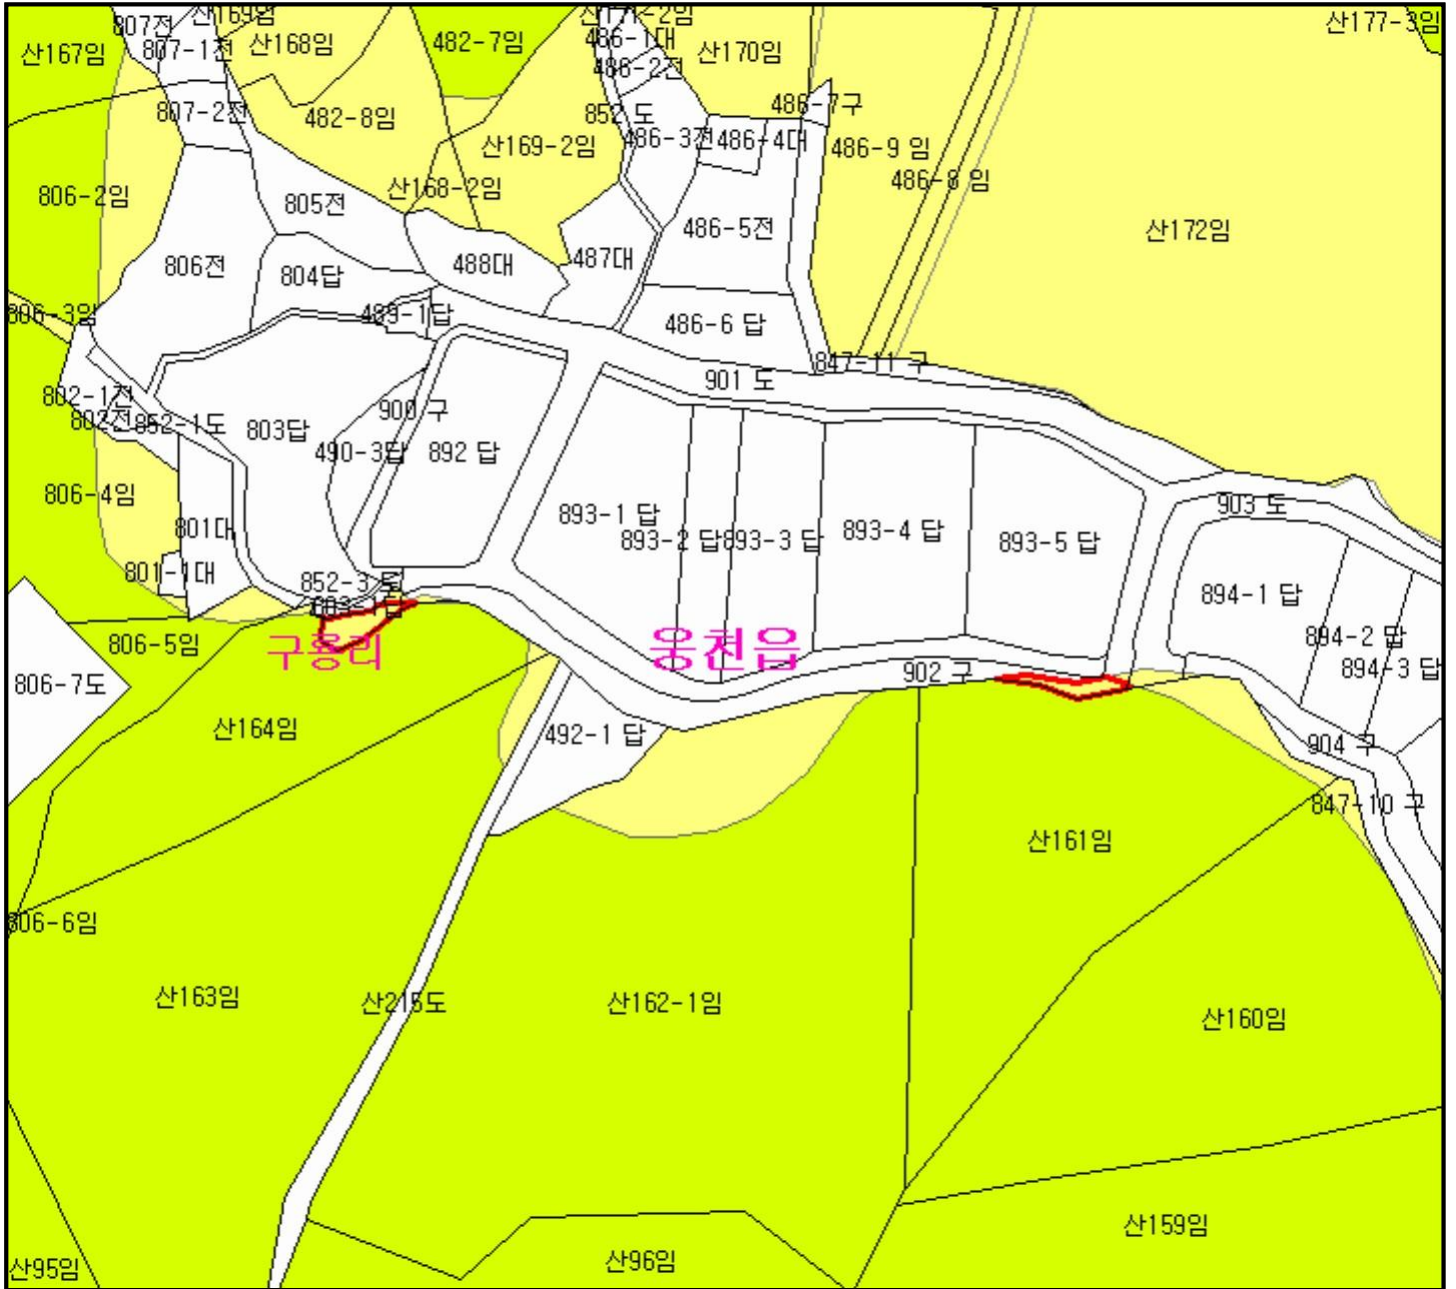 807전
산169임
산171-2임
산177-3임
산167임
807-1전
산168임
482-7임
486-1대
산170임
486-2전
807-2전
482-8임
852 도
486-7구
산169-2임
486-3전
486-4대
486-9 임
486-8 임
806-2임
805전
산168-2임
486-5전
산172임
806전
804답
488대
487대
806-3임
489-1답
486-6 답
847-11 구
901 도
802-1전
802전
852-1도
803답
900 구
490-3답
892 답
806-4임
801대
893-1 답
893-2 답
893-3 답
893-4 답
893-5 답
903 도
801-1대
852-3 도
803-1답
894-1 답
806-5임
구룡리
웅천읍
894-2 답
894-3 답
806-7도
902 구
산164임
492-1 답
904 구
847-10 구
산161임
806-6임
산163임
산215도
산162-1임
산160임
산159임
산95임
산96임